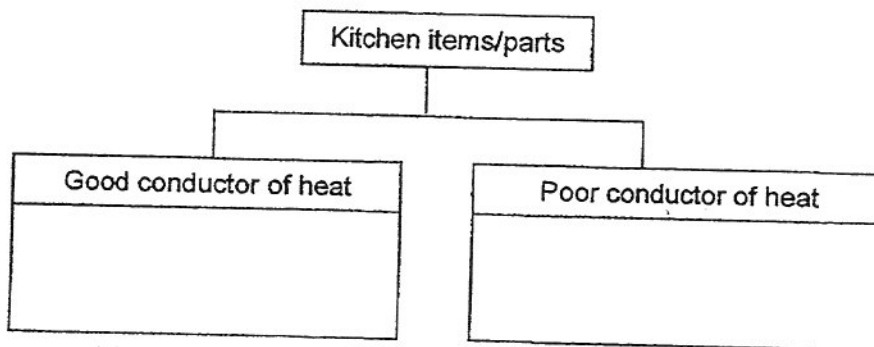 Kitchen items/parts
Good conductor of heat
Poor conductor of heat